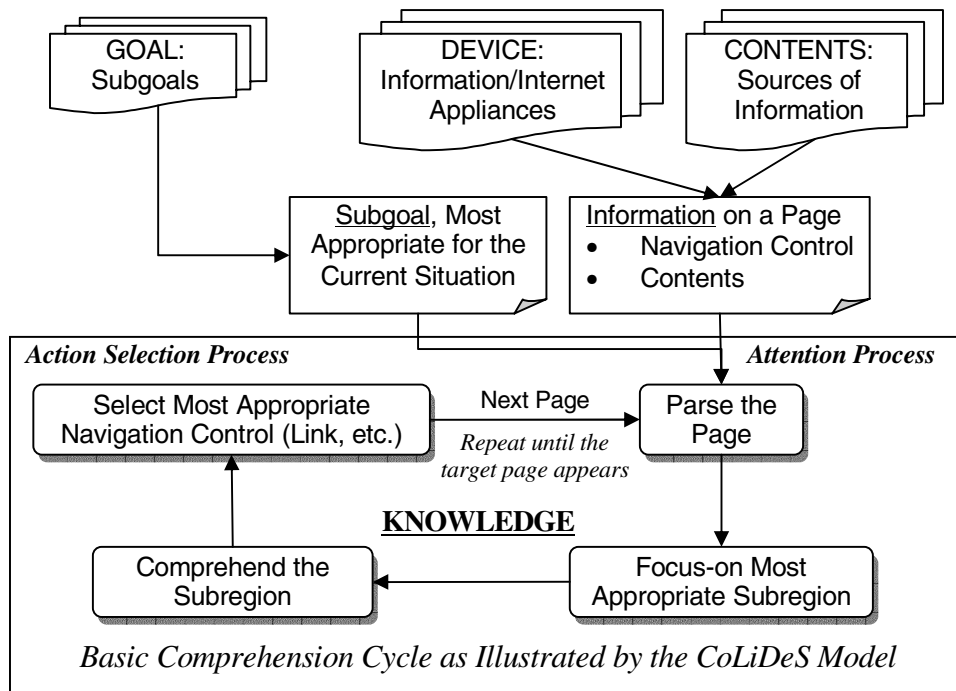 GOAL:
Subgoals
DEVICE:
Information/Internet
Appliances
CONTENTS:
Sources of
Information
Subgoal, Most
Appropriate for the
Current Situation
Information on a Page
• Navigation Control
• Contents
Action Selection Process
Attention Process
Select Most Appropriate
Navigation Control (Link, etc.)
Next Page
Repeat until the
target page appears
Parse the
Page
KNOWLEDGE
Comprehend the
Subregion
Focus-on Most
Appropriate Subregion
Basic Comprehension Cycle as Illustrated by the CoLiDeS Model